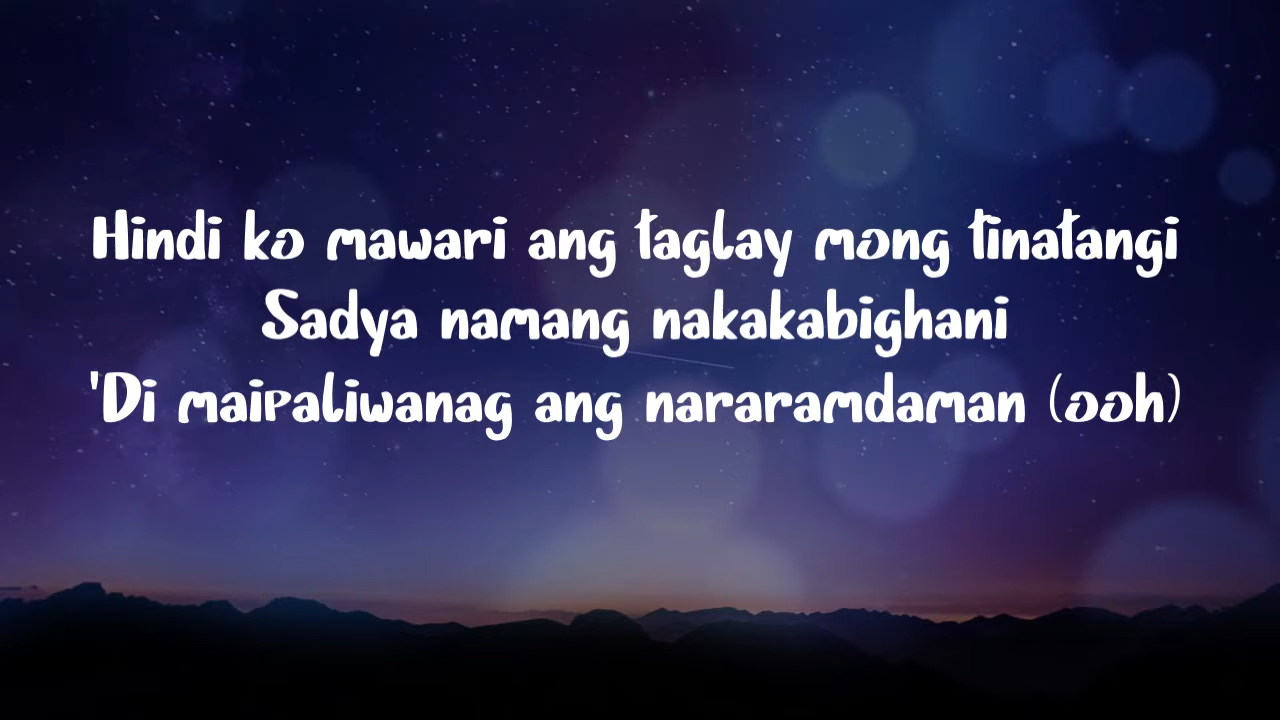 Hindi ko mawari ang taglay mong tinatangi
Sadya namang nakakabighani
'Di maipaliwanag ang nararamdaman (ooh)